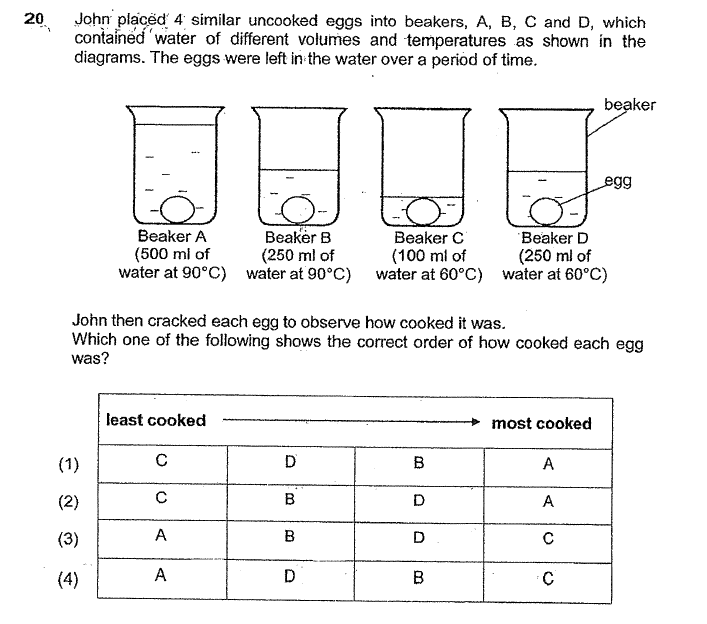 20 John placed 4 similar uncooked eggs into beakers, A, B, C and D, which
contained water of different volumes and temperatures as shown in the
diagrams. The eggs were left in the water over a period of time.
beaker
egg
Beaker A Beaker B Beaker C Beaker D
(500 ml of (250 ml of (100 ml of (250 ml of
water at 90°C) water at 90°C) water at 60°C) water at 60°C)
John then cracked each egg to observe how cooked it was.
Which one of the following shows the correct order of how cooked each egg
was?
least cooked most cooked
(1) C D B A
(2) C B D A
(3) A B D C
(4) A D B C